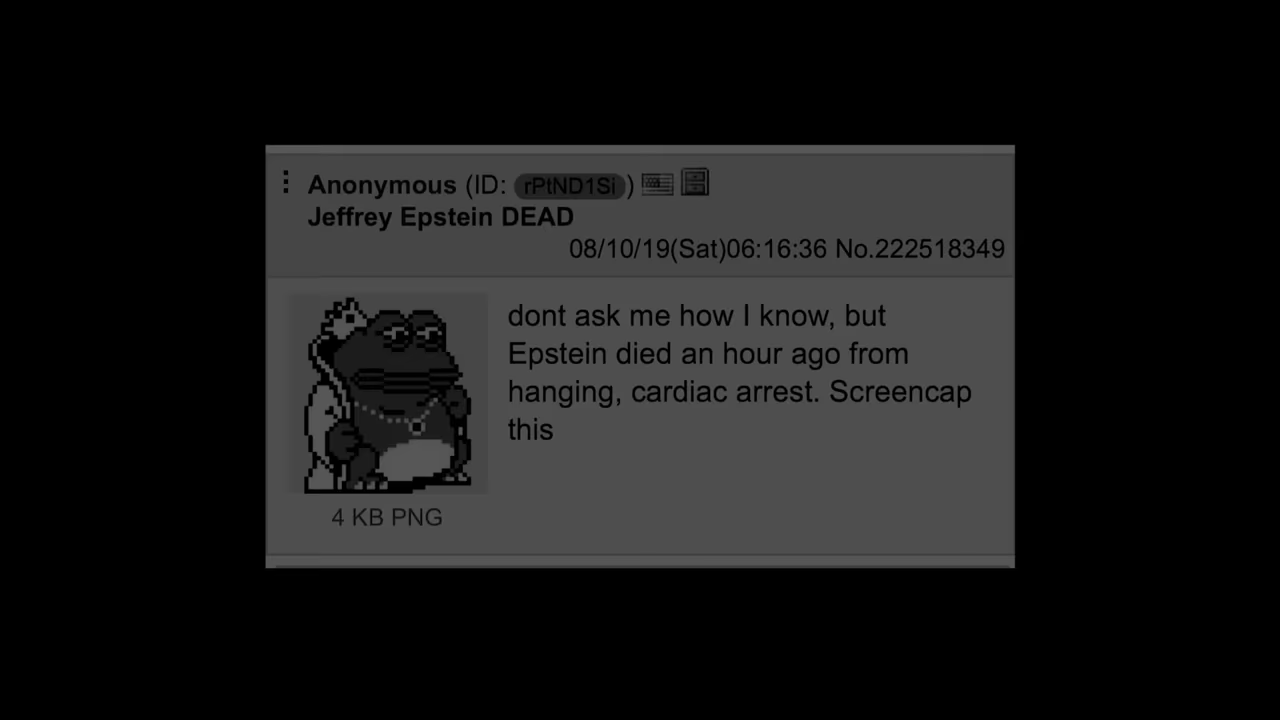 Anonymous (ID: rPtND1Si)
Jeffrey Epstein DEAD
08/10/19(Sat)06:16:36 No.222518349
dont ask me how I know, but
Epstein died an hour ago from
hanging, cardiac arrest. Screencap
this
4 KB PNG